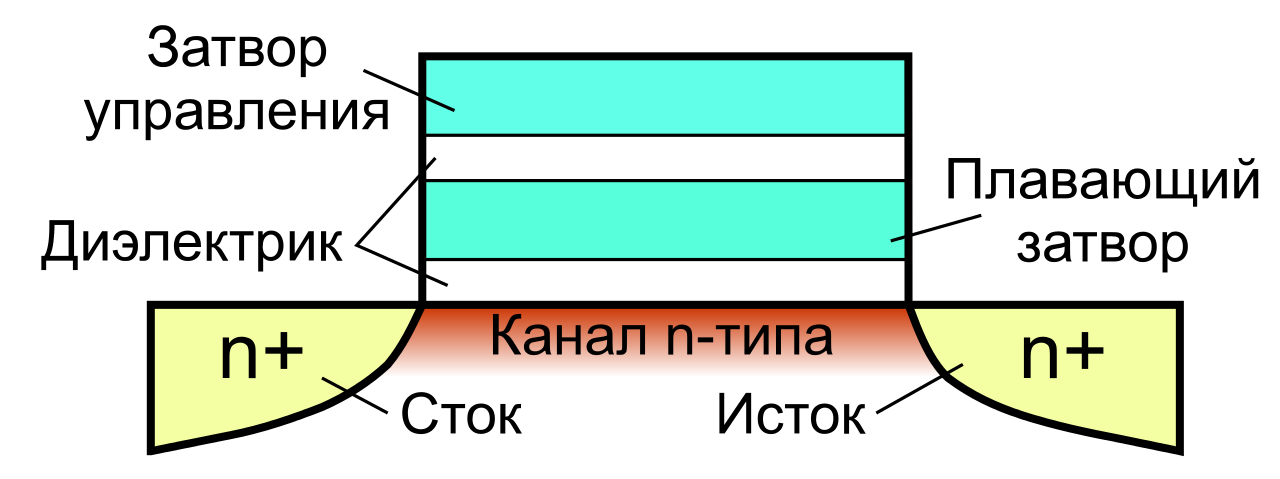 Затвор
управления
Диэлектрик
Плавающий
затвор
Канал n-типа
n+
n+
Сток
Исток